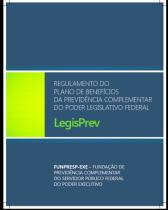 REGULAMENTO DO
PLANO DE BENEFÍCIOS
DA PREVIDÊNCIA COMPLEMENTAR
DO PODER LEGISLATIVO FEDERAL
LegisPrev
FUNPRESP-EXE – FUNDAÇÃO DE
PREVIDÊNCIA COMPLEMENTAR
DO SERVIDOR PÚBLICO FEDERAL
DO PODER EXECUTIVO